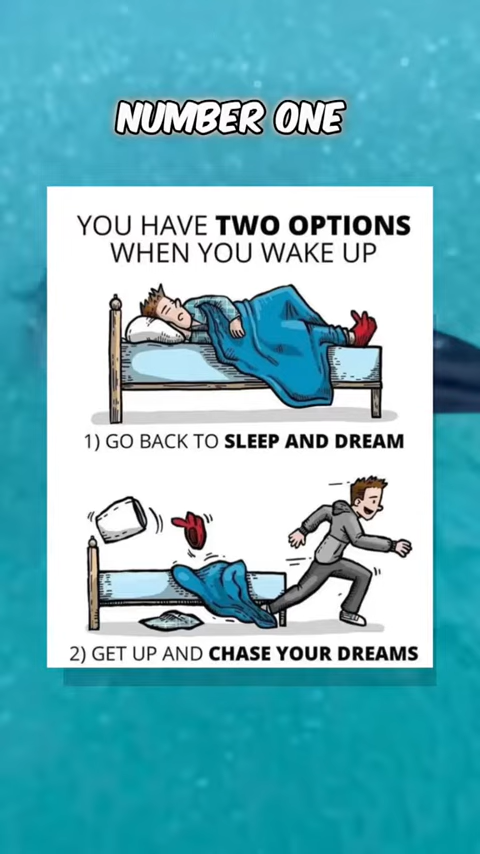 NUMBER ONE
YOU HAVE TWO OPTIONS
WHEN YOU WAKE UP
1) GO BACK TO SLEEP AND DREAM
2) GET UP AND CHASE YOUR DREAMS